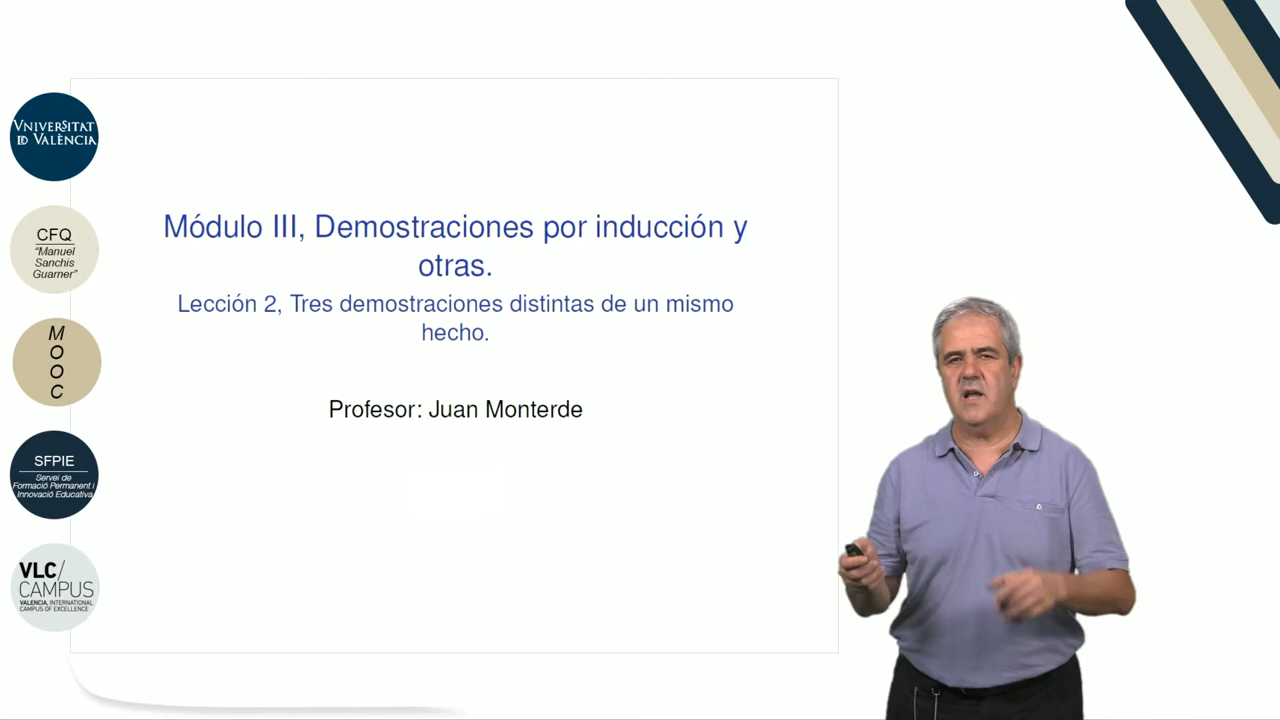 VNIVERSITAT
ID VALÈNCIA
CFQ
"Manuel
Sanchis
Guarner"
M
O
O
C
SFPIE
Servei de
Formació Permanent i
Innovació Educativa
VLC/
CAMPUS
VALENCIA, INTERNATIONAL
CAMPUS OF EXCELLENCE
Módulo III, Demostraciones por inducción y
otras.
Lección 2, Tres demostraciones distintas de un mismo
hecho.
Profesor: Juan Monterde